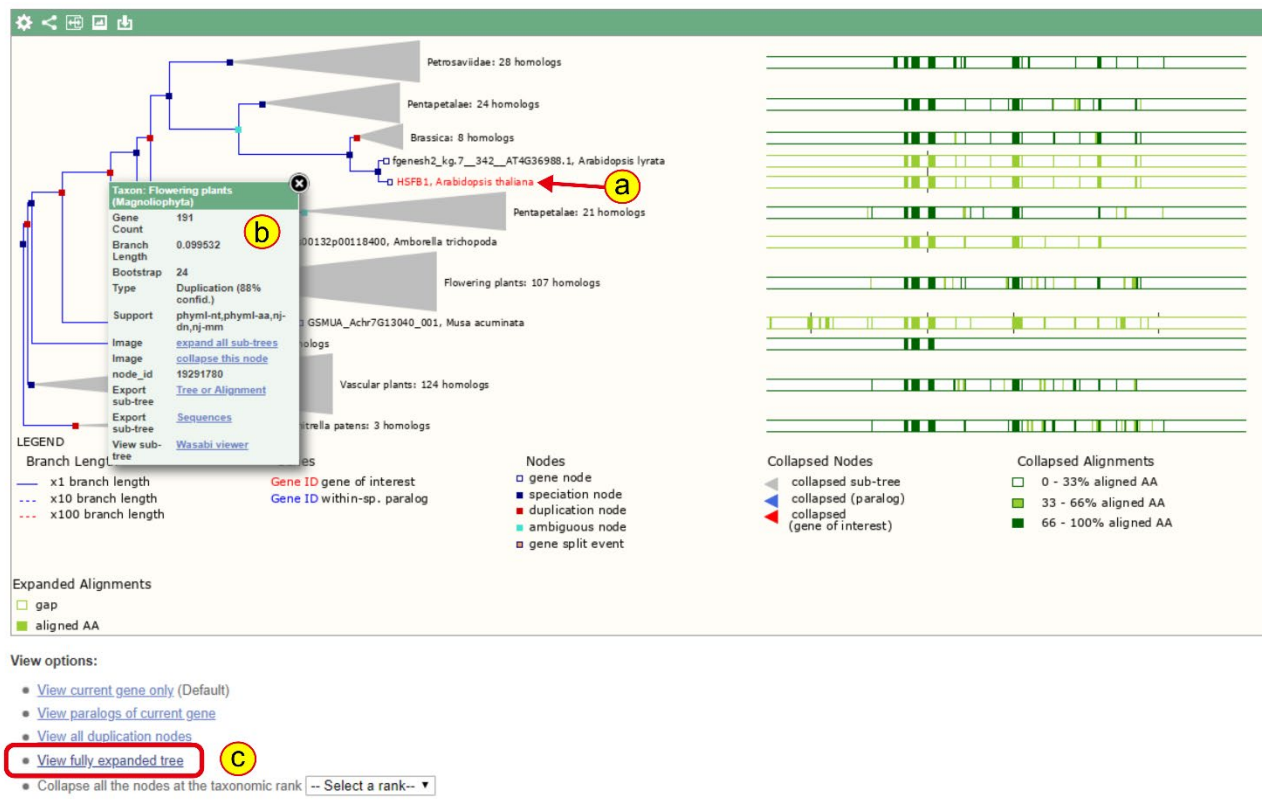 Petrosaviidae: 28 homologs
Pentapetalae: 24 homologs
Brassica: 8 homologs
fgenesh2_kg.7__342__AT4G36988.1, Arabidopsis lyrata
HSFB1, Arabidopsis thaliana
a
Taxon: Flowering plants
(Magnoliophyta)
b
Gene Count 191
Branch Length 0.099532
Bootstrap 24
Type Duplication (88% confid.)
Support phyml-nt,phyml-aa,nj-dn,nj-mm
Image expand all sub-trees
Image collapse this node
node_id 19291780
Export sub-tree Tree or Alignment
Export sub-tree Sequences
View sub-tree Wasabi viewer
Pentapetalae: 21 homologs
00132p00118400, Amborella trichopoda
Flowering plants: 107 homologs
GSMUA_Achr7G13040_001, Musa acuminata
ologs
Vascular plants: 124 homologs
nitrella patens: 3 homologs
LEGEND
Branch Lengt
x1 branch length
x10 branch length
x100 branch length
es
Gene ID gene of interest
Gene ID within-sp. paralog
Nodes
gene node
speciation node
duplication node
ambiguous node
gene split event
Collapsed Nodes
collapsed sub-tree
collapsed (paralog)
collapsed
(gene of interest)
Collapsed Alignments
0 - 33% aligned AA
33 - 66% aligned AA
66 - 100% aligned AA
Expanded Alignments
gap
aligned AA
View options:
View current gene only (Default)
View paralogs of current gene
View all duplication nodes
View fully expanded tree
c
Collapse all the nodes at the taxonomic rank -- Select a rank--